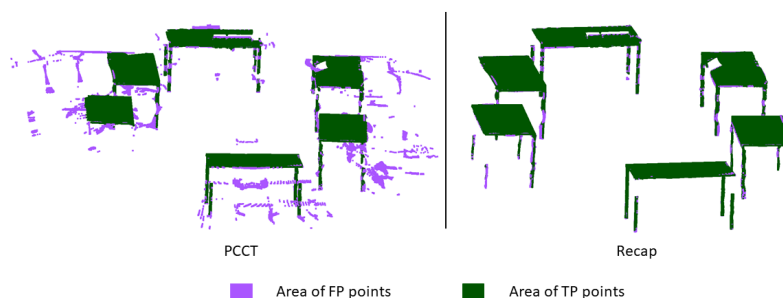 PCCT
Recap
Area of FP points
Area of TP points